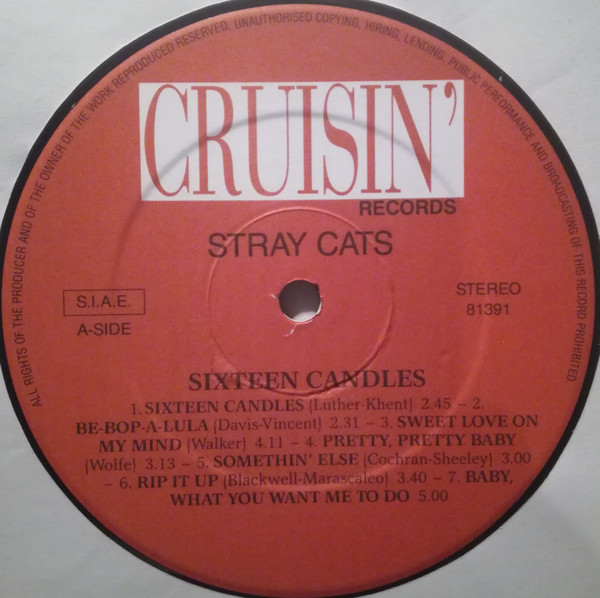 ALL RIGHTS OF THE PRODUCER AND OF THE OWNER OF THE WORK REPRODUCED RESERVED. UNAUTHORISED COPYING, HIRING, LENDING, PUBLIC PERFORMANCE AND BROADCASTING OF THIS RECORD PROHIBITED
CRUISIN'
RECORDS
STRAY CATS
S.I.A.E.
A-SIDE
STEREO
81391
SIXTEEN CANDLES
1. SIXTEEN CANDLES (Luther-Khent) 2.45 – 2.
BE-BOP-A-LULA (Davis-Vincent) 2.31 – 3. SWEET LOVE ON
MY MIND (Walker) 4.11 – 4. PRETTY, PRETTY BABY
(Wolfe) 3.13 – 5. SOMETHIN' ELSE (Cochran-Sheeley) 3.00
– 6. RIP IT UP (Blackwell-Marascaleo) 3.40 – 7. BABY,
WHAT YOU WANT ME TO DO 5.00